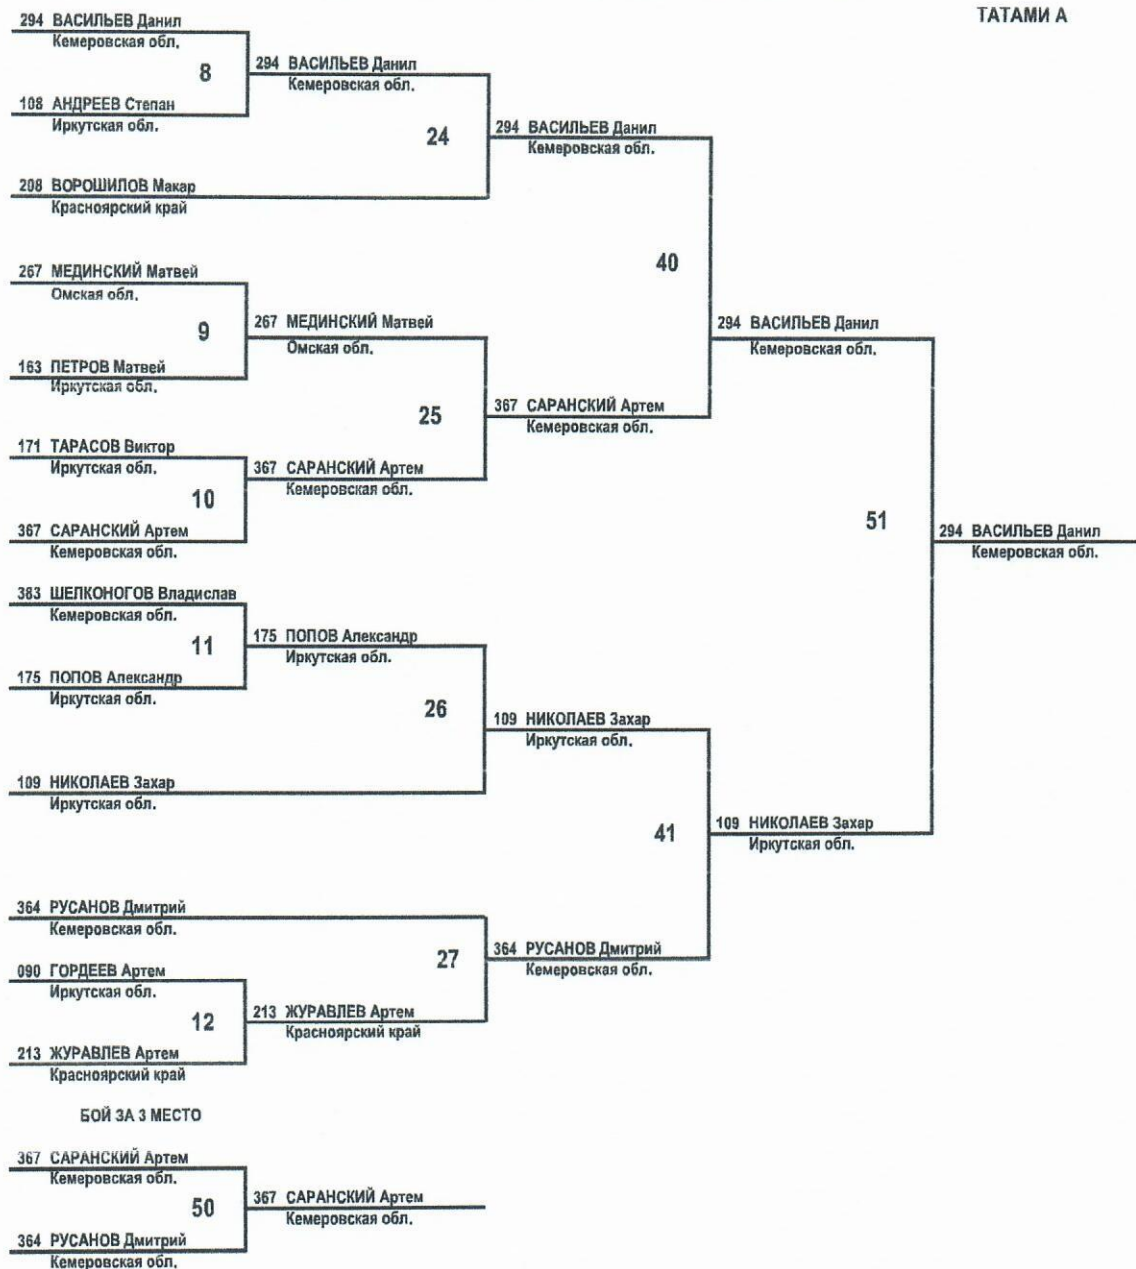 ТАТАМИ А
294 ВАСИЛЬЕВ Данил
Кемеровская обл.
8
294 ВАСИЛЬЕВ Данил
Кемеровская обл.
108 АНДРЕЕВ Степан
Иркутская обл.
24
294 ВАСИЛЬЕВ Данил
Кемеровская обл.
208 ВОРОШИЛОВ Макар
Красноярский край
40
267 МЕДИНСКИЙ Матвей
Омская обл.
9
267 МЕДИНСКИЙ Матвей
Омская обл.
294 ВАСИЛЬЕВ Данил
Кемеровская обл.
163 ПЕТРОВ Матвей
Иркутская обл.
25
367 САРАНСКИЙ Артем
Кемеровская обл.
171 ТАРАСОВ Виктор
Иркутская обл.
10
367 САРАНСКИЙ Артем
Кемеровская обл.
367 САРАНСКИЙ Артем
Кемеровская обл.
51
294 ВАСИЛЬЕВ Данил
Кемеровская обл.
383 ШЕЛКОНОГОВ Владислав
Кемеровская обл.
11
175 ПОПОВ Александр
Иркутская обл.
175 ПОПОВ Александр
Иркутская обл.
26
109 НИКОЛАЕВ Захар
Иркутская обл.
109 НИКОЛАЕВ Захар
Иркутская обл.
41
109 НИКОЛАЕВ Захар
Иркутская обл.
364 РУСАНОВ Дмитрий
Кемеровская обл.
27
364 РУСАНОВ Дмитрий
Кемеровская обл.
090 ГОРДЕЕВ Артем
Иркутская обл.
12
213 ЖУРАВЛЕВ Артем
Красноярский край
213 ЖУРАВЛЕВ Артем
Красноярский край
БОЙ ЗА 3 МЕСТО
367 САРАНСКИЙ Артем
Кемеровская обл.
50
367 САРАНСКИЙ Артем
Кемеровская обл.
364 РУСАНОВ Дмитрий
Кемеровская обл.